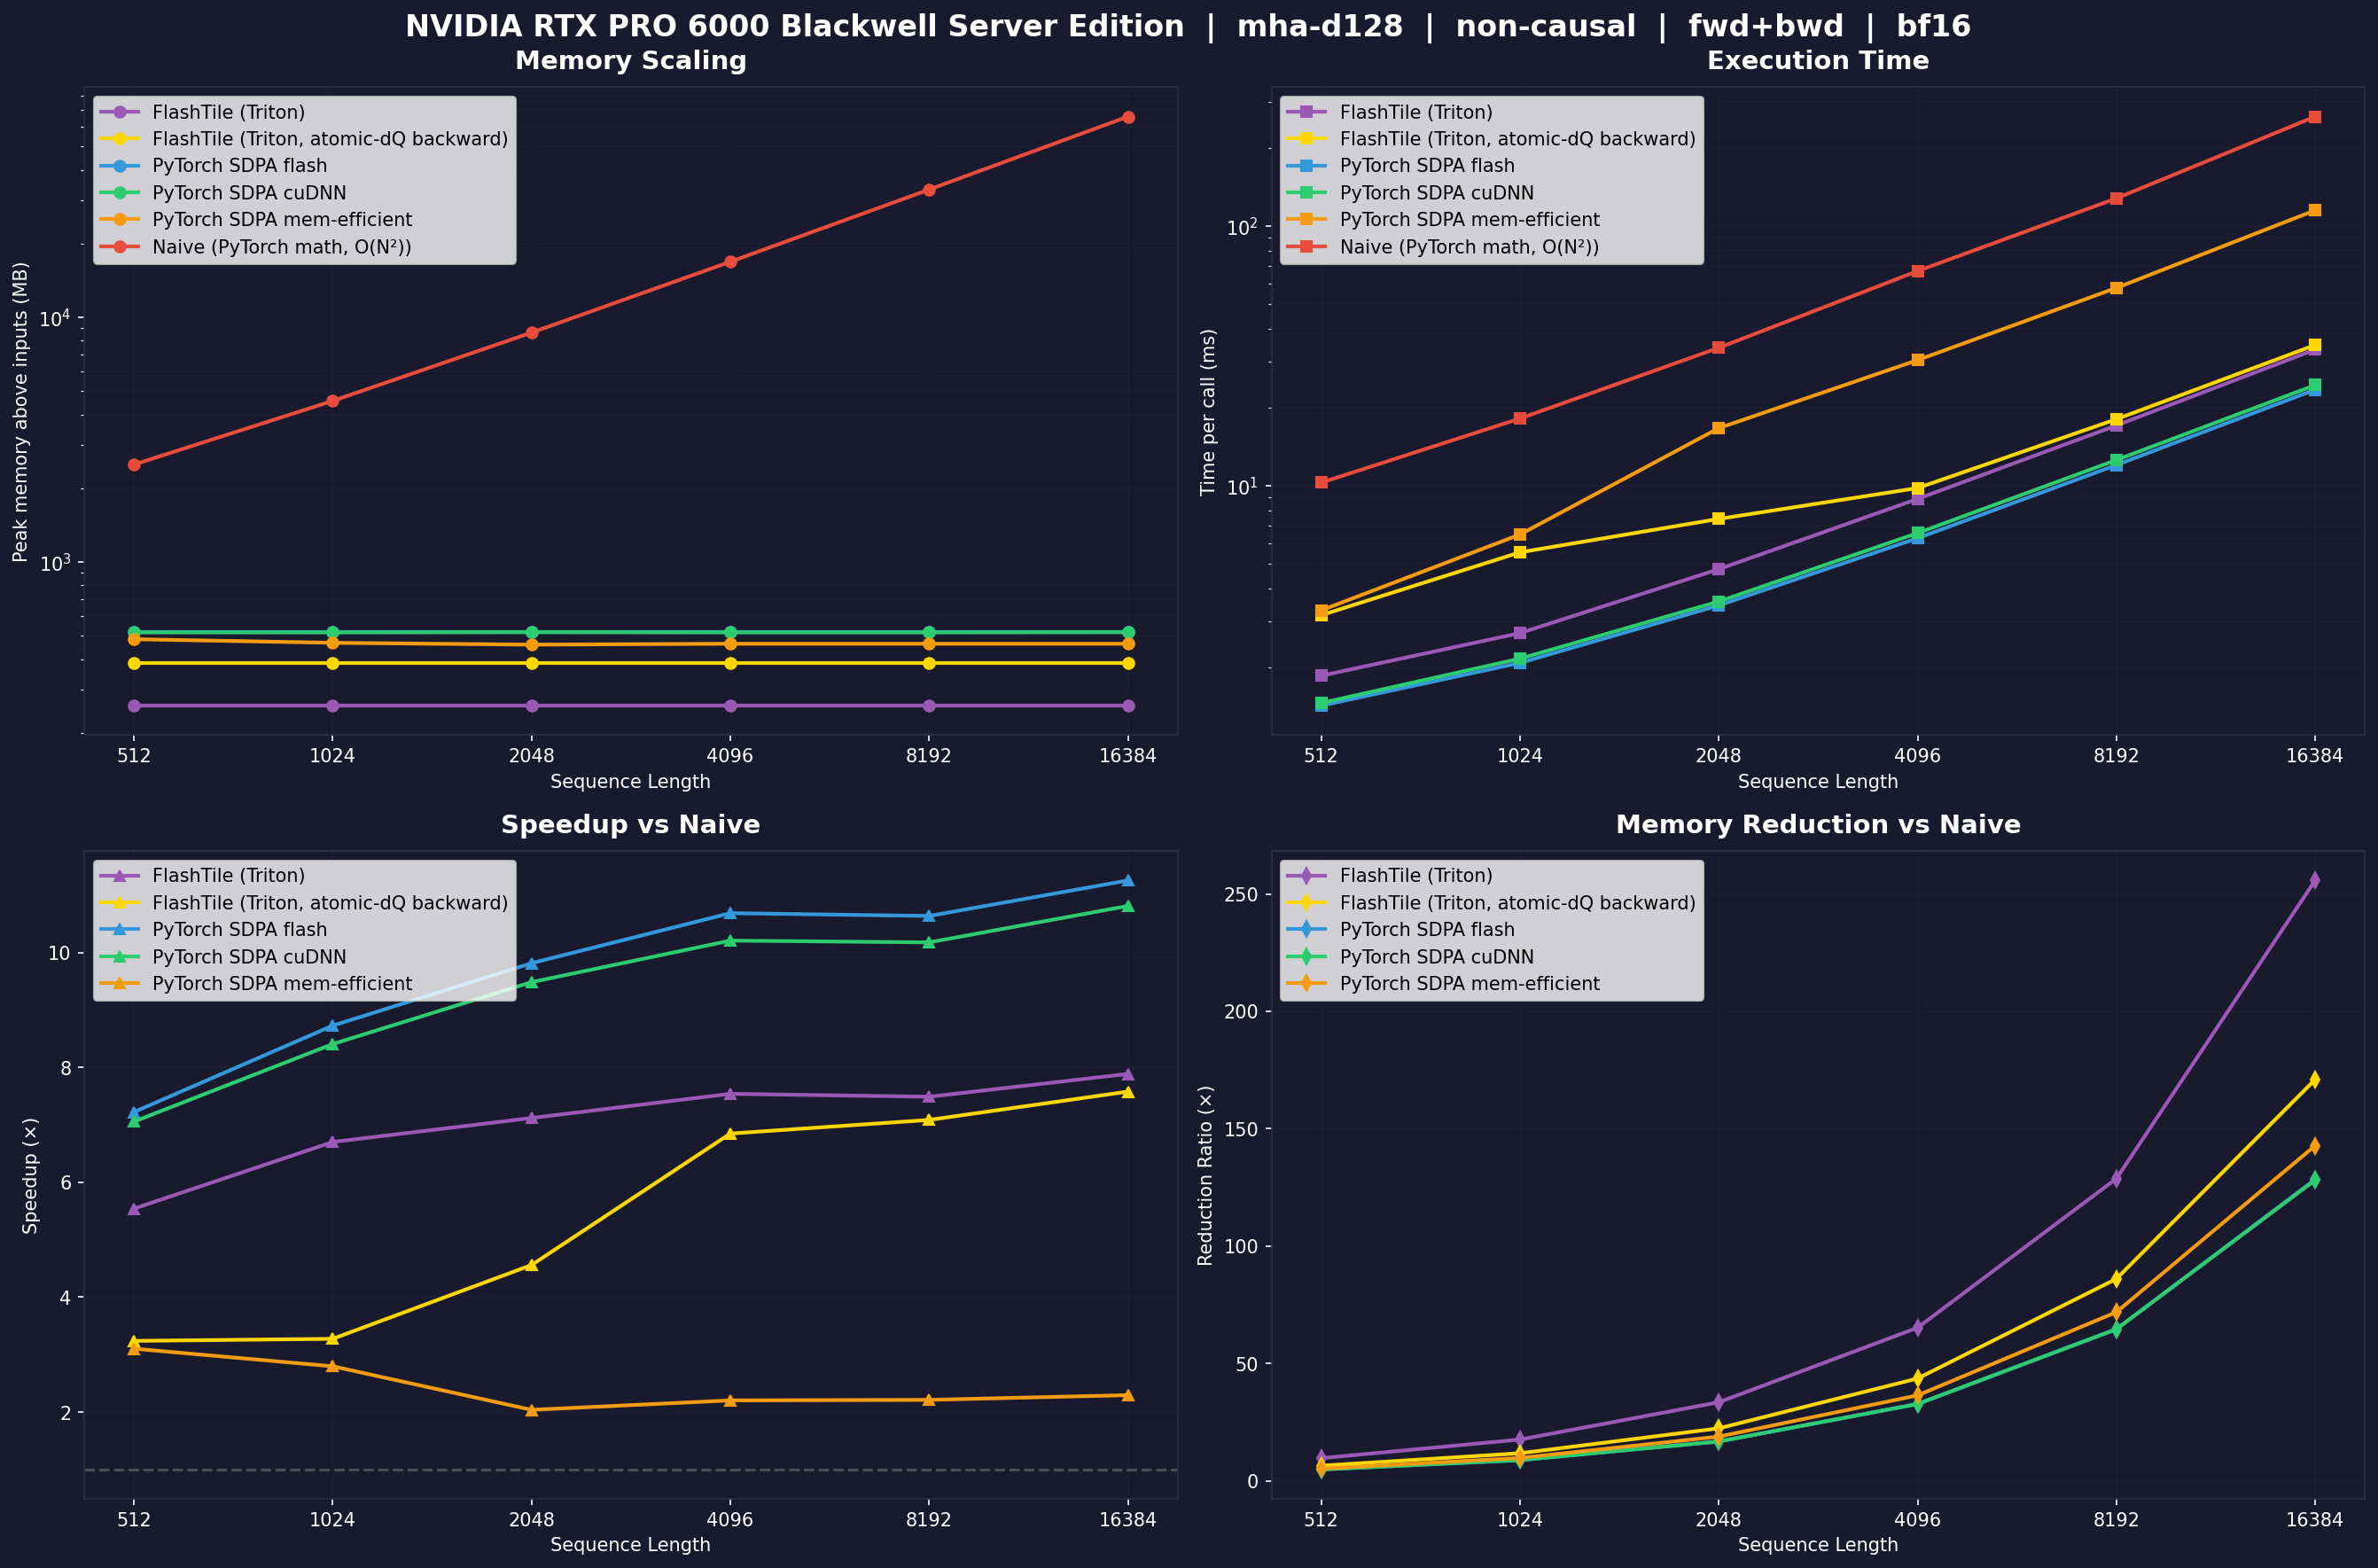 NVIDIA RTX PRO 6000 Blackwell Server Edition | mha-d128 | non-causal | fwd+bwd | bf16
Memory Scaling
FlashTile (Triton)
FlashTile (Triton, atomic-dQ backward)
PyTorch SDPA flash
PyTorch SDPA cuDNN
PyTorch SDPA mem-efficient
Naive (PyTorch math, O(N²))
Peak memory above inputs (MB)
10⁴
10³
512 1024 2048 4096 8192 16384
Sequence Length
Execution Time
FlashTile (Triton)
FlashTile (Triton, atomic-dQ backward)
PyTorch SDPA flash
PyTorch SDPA cuDNN
PyTorch SDPA mem-efficient
Naive (PyTorch math, O(N²))
Time per call (ms)
10²
10¹
512 1024 2048 4096 8192 16384
Sequence Length
Speedup vs Naive
FlashTile (Triton)
FlashTile (Triton, atomic-dQ backward)
PyTorch SDPA flash
PyTorch SDPA cuDNN
PyTorch SDPA mem-efficient
Speedup (×)
10
8
6
4
2
512 1024 2048 4096 8192 16384
Sequence Length
Memory Reduction vs Naive
FlashTile (Triton)
FlashTile (Triton, atomic-dQ backward)
PyTorch SDPA flash
PyTorch SDPA cuDNN
PyTorch SDPA mem-efficient
Reduction Ratio (×)
250
200
150
100
50
0
512 1024 2048 4096 8192 16384
Sequence Length